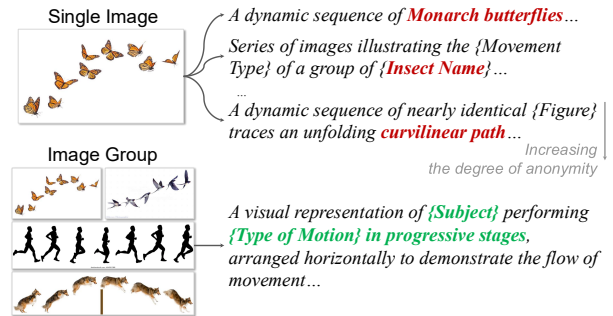 Single Image
A dynamic sequence of Monarch butterflies…
Series of images illustrating the {Movement
Type} of a group of {Insect Name}…
…
A dynamic sequence of nearly identical {Figure}
traces an unfolding curvilinear path…
Increasing
the degree of anonymity
Image Group
A visual representation of {Subject} performing
{Type of Motion} in progressive stages,
arranged horizontally to demonstrate the flow of
movement…